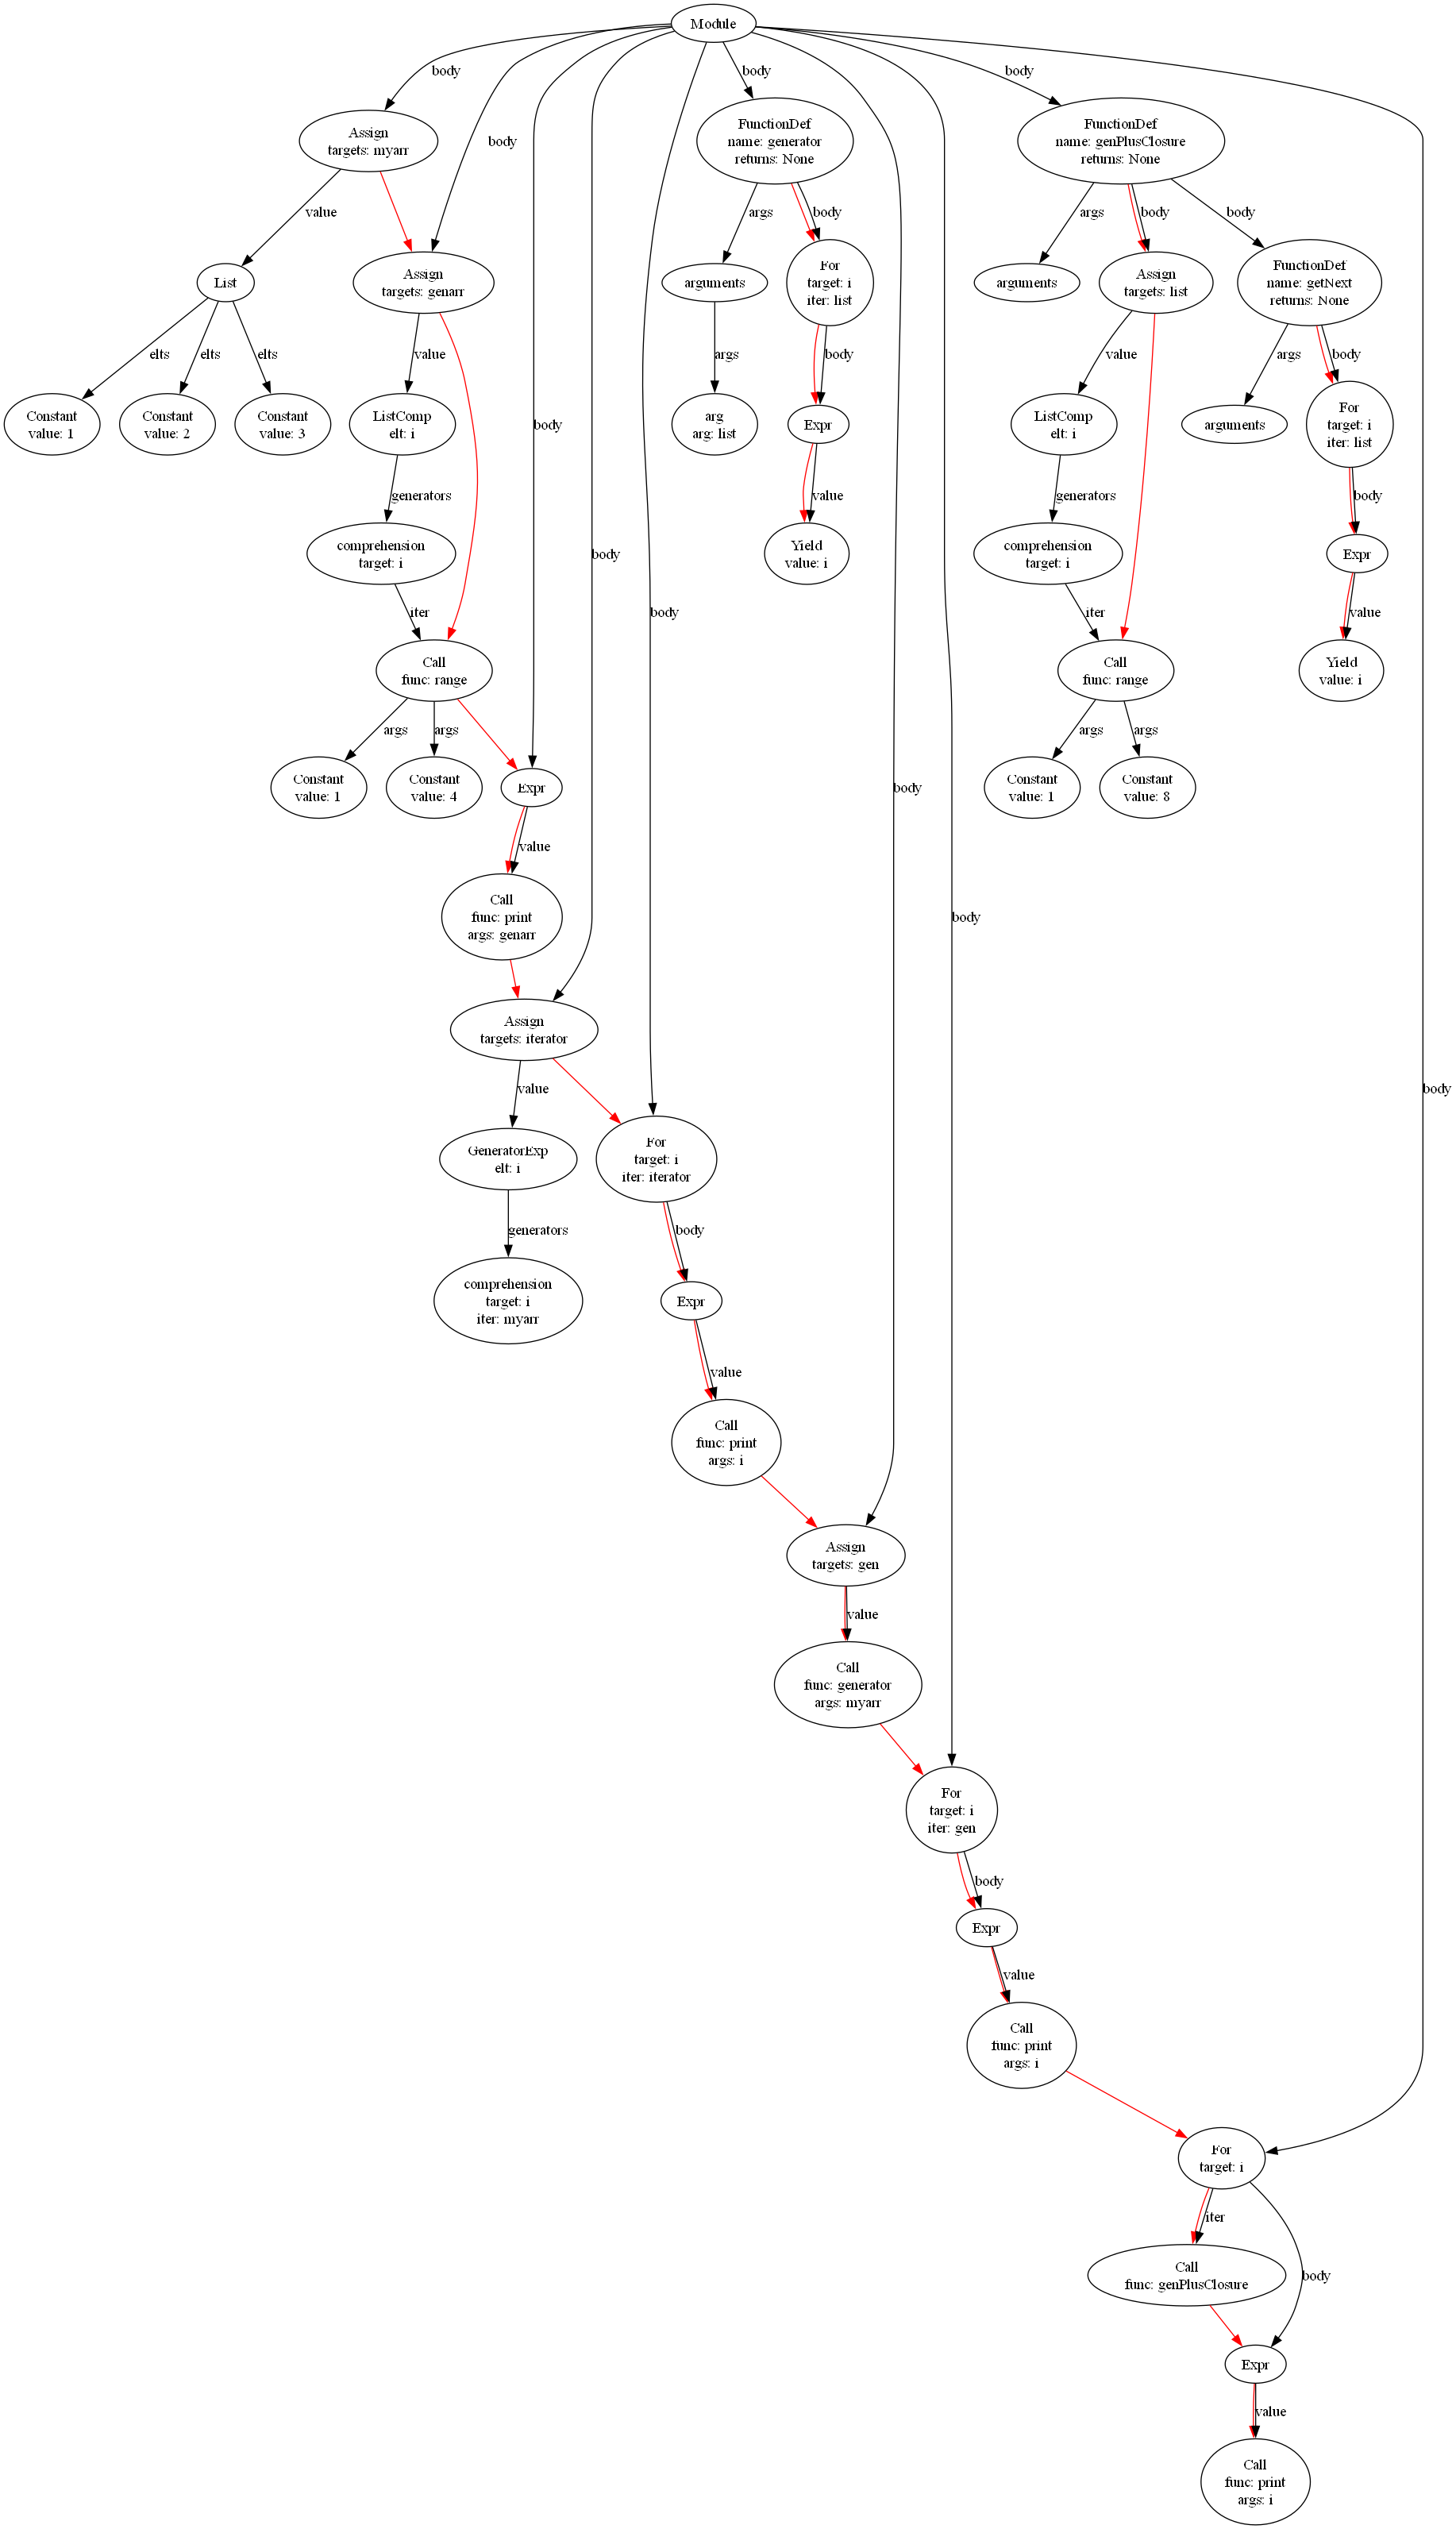 Module
body
body
body
body
Assign
targets: myarr
FunctionDef
name: generator
returns: None
FunctionDef
name: genPlusClosure
returns: None
value
args
body
args
body
body
List
Assign
targets: genarr
arguments
For
target: i
iter: list
arguments
Assign
targets: list
FunctionDef
name: getNext
returns: None
elts
elts
elts
value
args
body
value
args
body
Constant
value: 1
Constant
value: 2
Constant
value: 3
ListComp
elt: i
body
arg
arg: list
Expr
ListComp
elt: i
arguments
For
target: i
iter: list
generators
value
generators
body
comprehension
target: i
body
Yield
value: i
comprehension
target: i
Expr
iter
body
iter
value
Call
func: range
Call
func: range
Yield
value: i
args
args
args
args
Constant
value: 1
Constant
value: 4
Expr
body
Constant
value: 1
Constant
value: 8
value
Call
func: print
args: genarr
body
Assign
targets: iterator
value
body
GeneratorExp
elt: i
For
target: i
iter: iterator
generators
body
comprehension
target: i
iter: myarr
Expr
value
Call
func: print
args: i
Assign
targets: gen
value
Call
func: generator
args: myarr
For
target: i
iter: gen
body
Expr
value
Call
func: print
args: i
For
target: i
iter
Call
func: genPlusClosure
body
Expr
value
Call
func: print
args: i